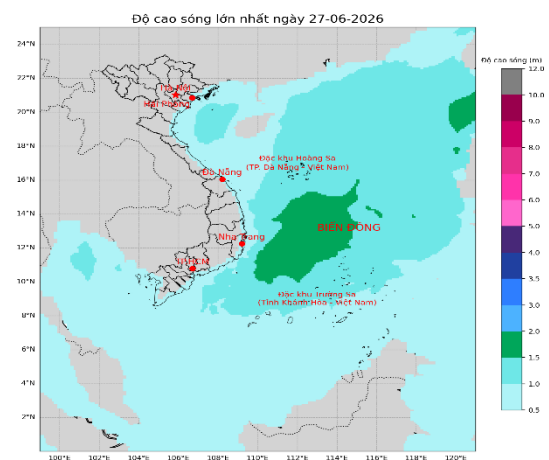 Độ cao sóng lớn nhất ngày 27-06-2026
Độ cao sóng (m)
24°N
22°N
20°N
18°N
16°N
14°N
12°N
10°N
8°N
6°N
4°N
2°N
Hà Nội
Hải Phòng
Đặc khu Hoàng Sa
(TP. Đà Nẵng - Việt Nam)
Đà Nẵng
BIỂN ĐÔNG
Nha Trang
TP.HCM
Đặc khu Trường Sa
(Tỉnh Khánh Hòa - Việt Nam)
100°E
102°E
104°E
106°E
108°E
110°E
112°E
114°E
116°E
118°E
120°E
12.0
10.0
9.0
8.0
7.0
6.0
5.0
4.0
3.5
3.0
2.5
2.0
1.5
1.0
0.5